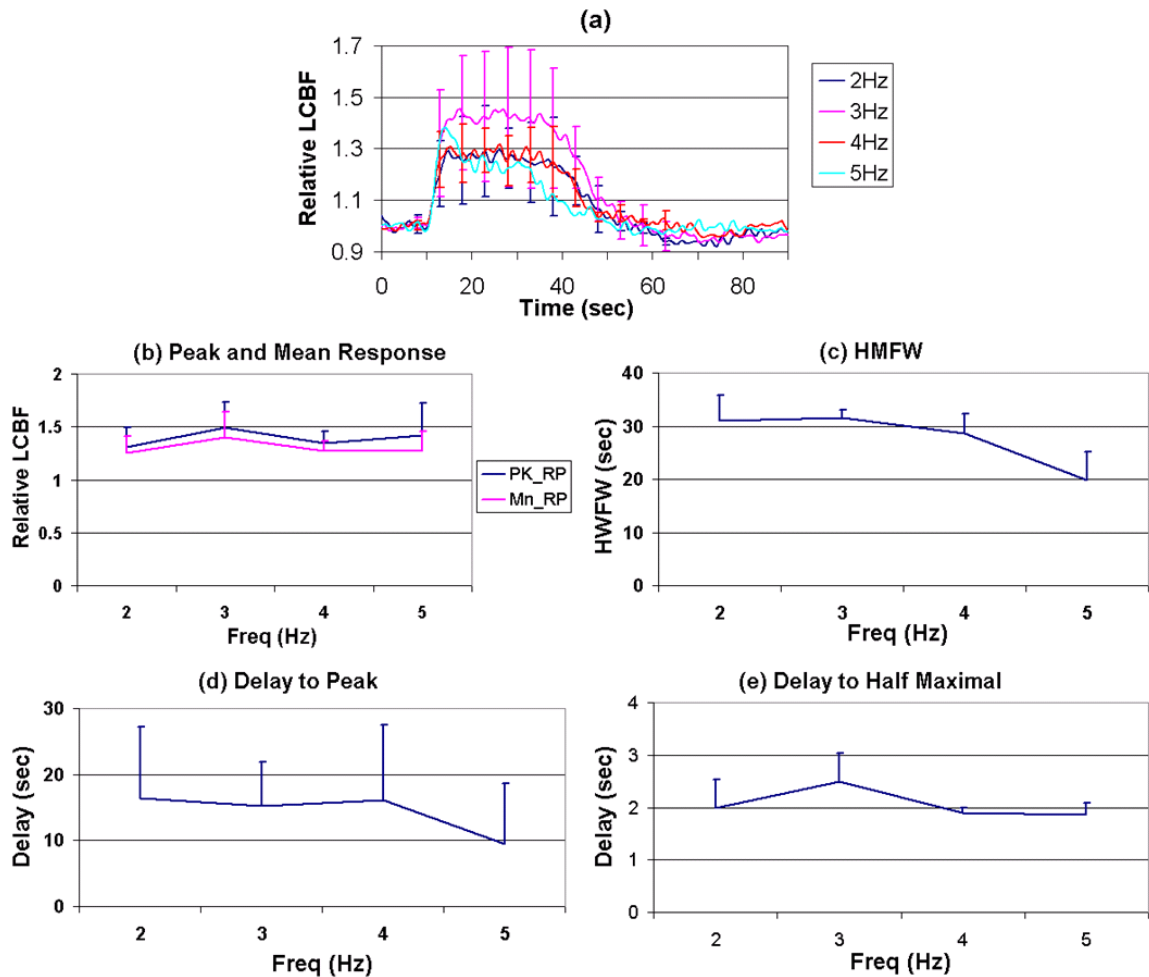 (a)
Relative LCBF
1.7
1.5
1.3
1.1
0.9
0 20 40 60 80
Time (sec)
2Hz
3Hz
4Hz
5Hz
(b) Peak and Mean Response
Relative LCBF
2
1.5
1
0.5
0
2 3 4 5
Freq (Hz)
PK_RP
Mn_RP
(c) HMFW
HWFW (sec)
40
30
20
10
0
2 3 4 5
Freq (Hz)
(d) Delay to Peak
Delay (sec)
30
20
10
0
2 3 4 5
Freq (Hz)
(e) Delay to Half Maximal
Delay (sec)
4
3
2
1
0
2 3 4 5
Freq (Hz)